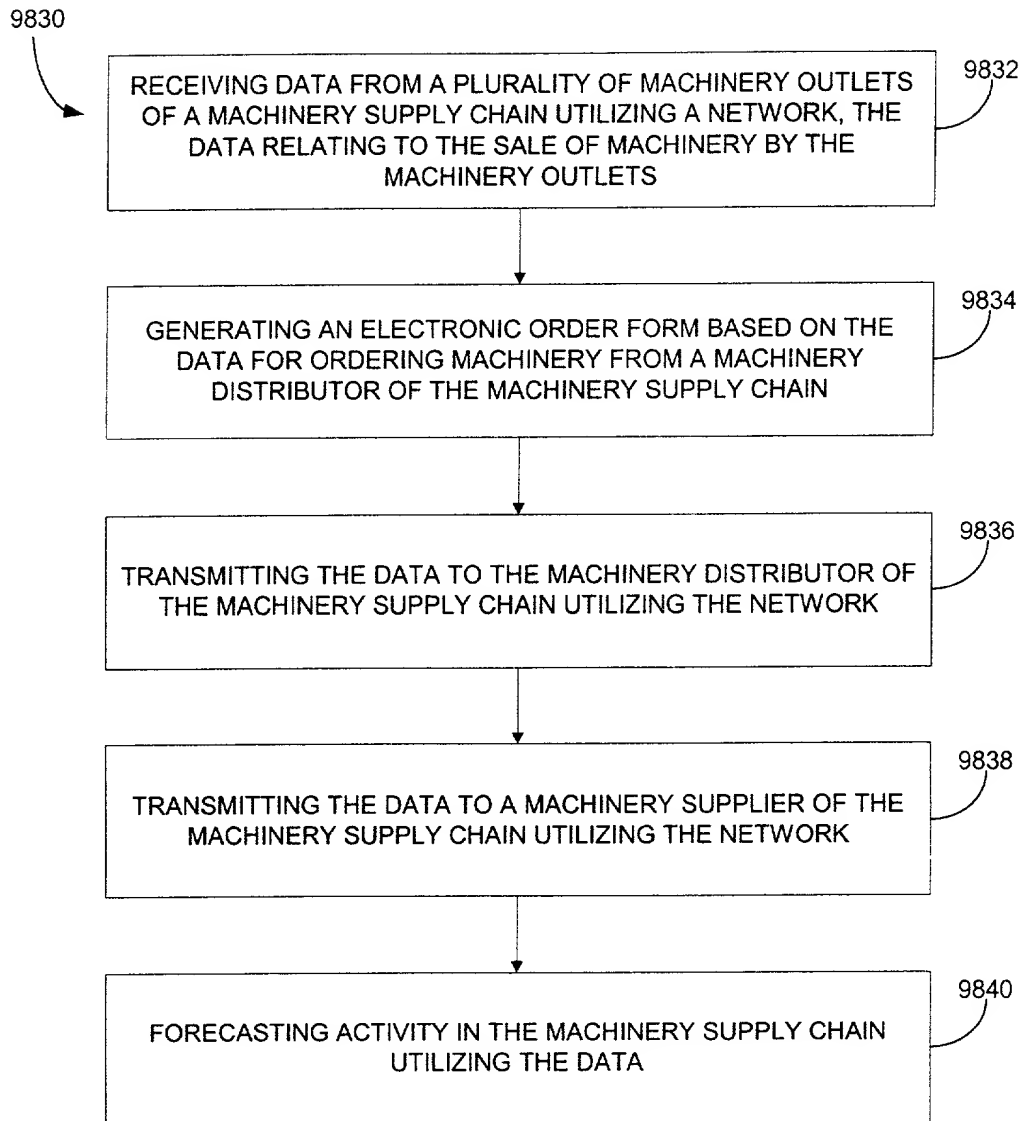 9830
RECEIVING DATA FROM A PLURALITY OF MACHINERY OUTLETS
OF A MACHINERY SUPPLY CHAIN UTILIZING A NETWORK, THE
DATA RELATING TO THE SALE OF MACHINERY BY THE
MACHINERY OUTLETS
9832
GENERATING AN ELECTRONIC ORDER FORM BASED ON THE
DATA FOR ORDERING MACHINERY FROM A MACHINERY
DISTRIBUTOR OF THE MACHINERY SUPPLY CHAIN
9834
TRANSMITTING THE DATA TO THE MACHINERY DISTRIBUTOR OF
THE MACHINERY SUPPLY CHAIN UTILIZING THE NETWORK
9836
TRANSMITTING THE DATA TO A MACHINERY SUPPLIER OF THE
MACHINERY SUPPLY CHAIN UTILIZING THE NETWORK
9838
FORECASTING ACTIVITY IN THE MACHINERY SUPPLY CHAIN
UTILIZING THE DATA
9840